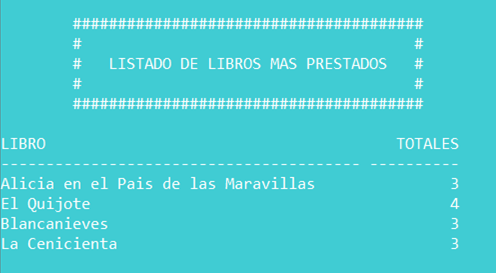 #######################################
#                                     #
#   LISTADO DE LIBROS MAS PRESTADOS   #
#                                     #
#######################################
LIBRO                                       TOTALES
---------------------------------------- ----------
Alicia en el Pais de las Maravillas               3
El Quijote                                        4
Blancanieves                                      3
La Cenicienta                                     3